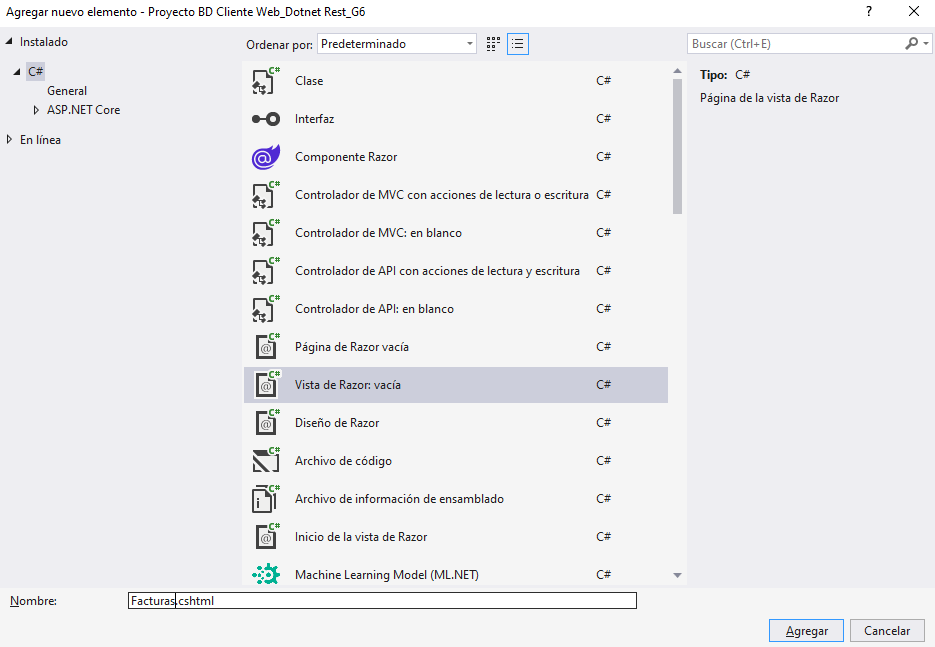 Agregar nuevo elemento - Proyecto BD Cliente Web_Dotnet Rest_G6
?
Instalado
C#
General
ASP.NET Core
En línea
Ordenar por: Predeterminado
Clase C#
Interfaz C#
Componente Razor C#
Controlador de MVC con acciones de lectura o escritura C#
Controlador de MVC: en blanco C#
Controlador de API con acciones de lectura y escritura C#
Controlador de API: en blanco C#
Página de Razor vacía C#
Vista de Razor: vacía C#
Diseño de Razor C#
Archivo de código C#
Archivo de información de ensamblado C#
Inicio de la vista de Razor C#
Machine Learning Model (ML.NET) C#
Buscar (Ctrl+E)
Tipo: C#
Página de la vista de Razor
Nombre: Facturas.cshtml
Agregar Cancelar